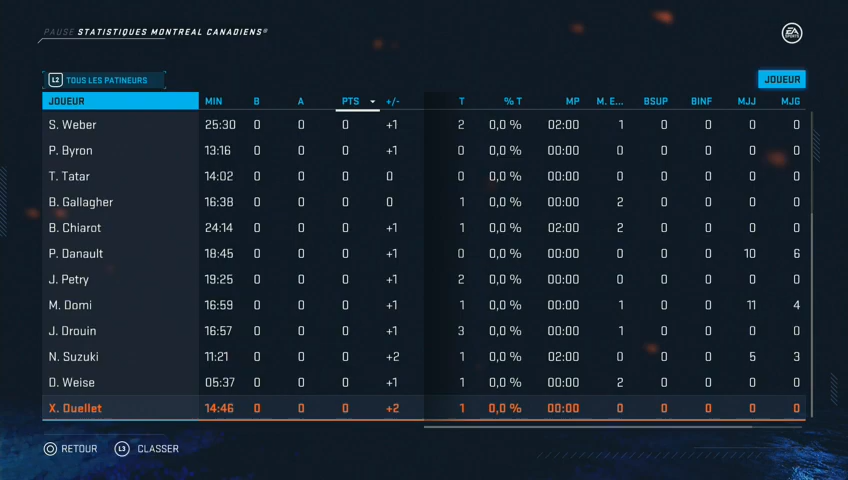 PAUSE STATISTIQUES MONTREAL CANADIENS®
EA SPORTS
L2 TOUS LES PATINEURS
JOUEUR
JOUEUR MIN B A PTS +/- T % T MP M. E... BSUP BINF MJJ MJG
S. Weber 25:30 0 0 0 +1 2 0,0 % 02:00 1 0 0 0 0
P. Byron 13:16 0 0 0 +1 0 0,0 % 00:00 0 0 0 0 0
T. Tatar 14:02 0 0 0 0 0 0,0 % 00:00 0 0 0 0 0
B. Gallagher 16:38 0 0 0 0 1 0,0 % 00:00 2 0 0 0 0
B. Chiarot 24:14 0 0 0 +1 1 0,0 % 02:00 2 0 0 0 0
P. Danault 18:45 0 0 0 +1 0 0,0 % 00:00 0 0 0 10 6
J. Petry 19:25 0 0 0 +1 2 0,0 % 00:00 0 0 0 0 0
M. Domi 16:59 0 0 0 +1 1 0,0 % 00:00 1 0 0 11 4
J. Drouin 16:57 0 0 0 +1 3 0,0 % 00:00 1 0 0 0 0
N. Suzuki 11:21 0 0 0 +2 1 0,0 % 02:00 0 0 0 5 3
D. Weise 05:37 0 0 0 +1 1 0,0 % 00:00 2 0 0 0 0
X. Ouellet 14:46 0 0 0 +2 1 0,0 % 00:00 0 0 0 0 0
RETOUR L3 CLASSER